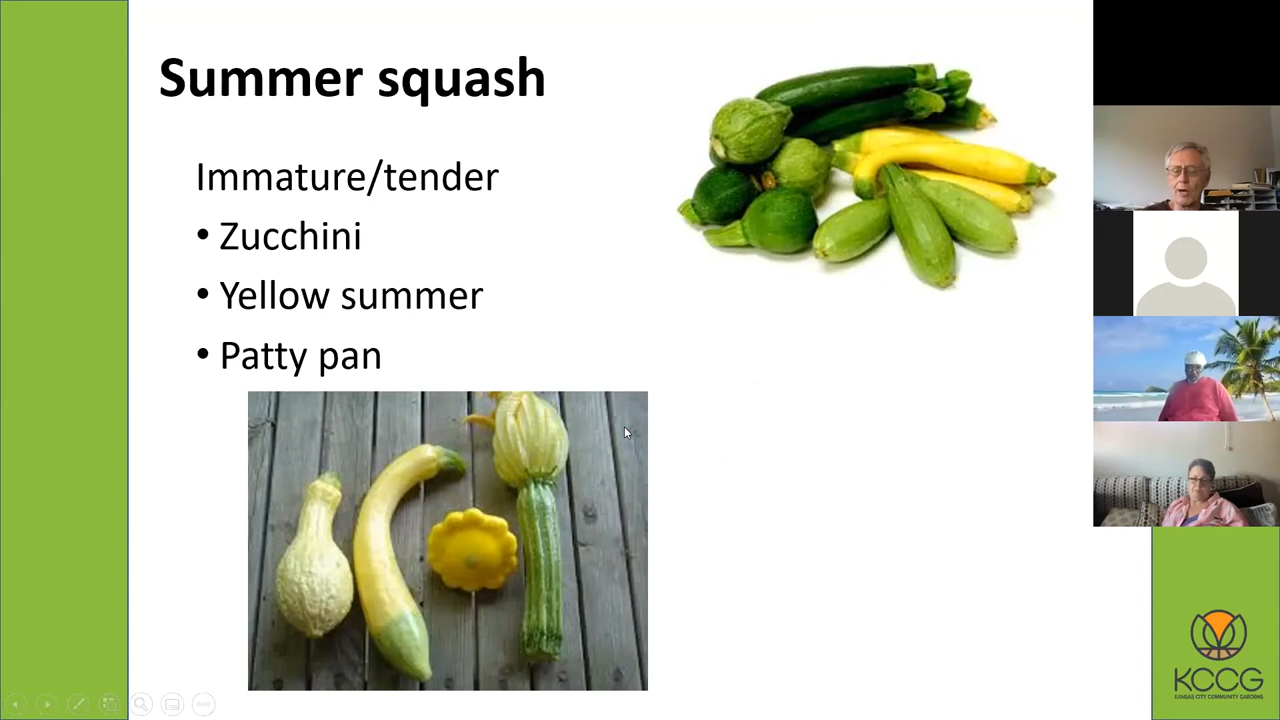 Summer squash
Immature/tender
• Zucchini
• Yellow summer
• Patty pan
KCCG
KANSAS CITY COMMUNITY GARDENS